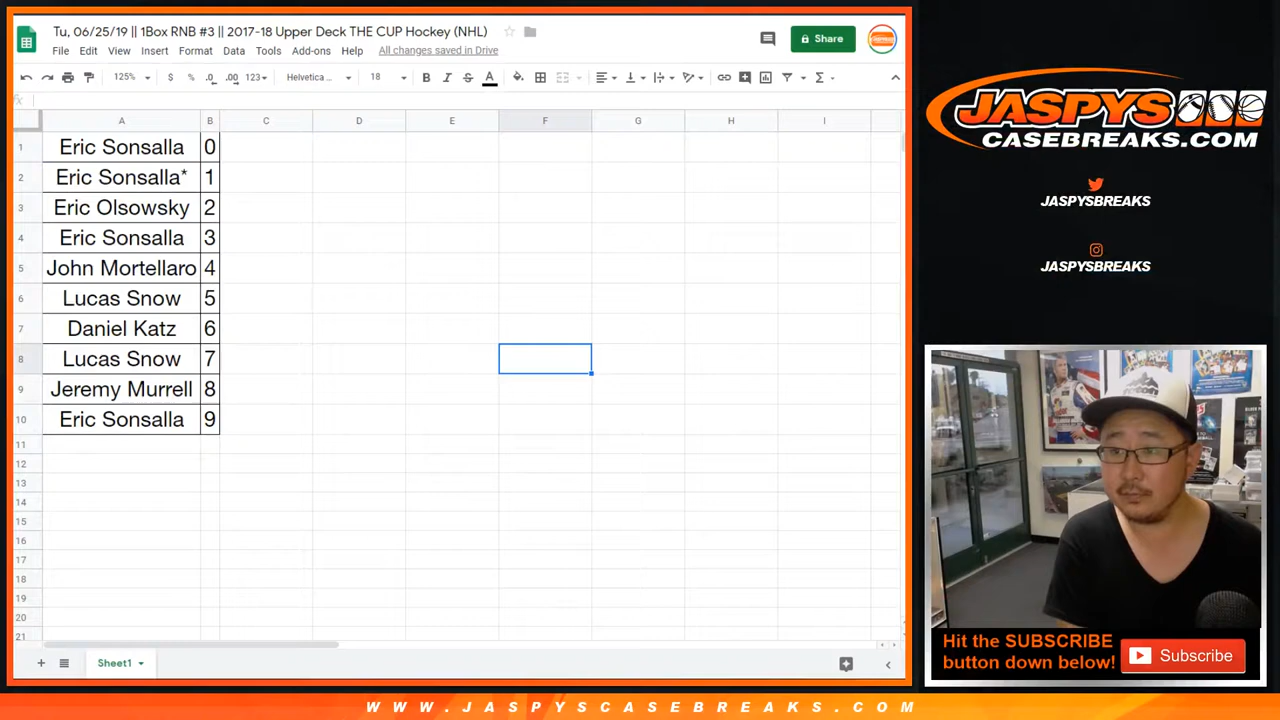 Tu, 06/25/19 || 1Box RNB #3 || 2017-18 Upper Deck THE CUP Hockey (NHL)
File Edit View Insert Format Data Tools Add-ons Help All changes saved in Drive
Share
125% $ % .0 .00 123 Helvetica ... 18 B I S A
fx
A B C D E F G H I
1 Eric Sonsalla 0
2 Eric Sonsalla* 1
3 Eric Olsowsky 2
4 Eric Sonsalla 3
5 John Mortellaro 4
6 Lucas Snow 5
7 Daniel Katz 6
8 Lucas Snow 7
9 Jeremy Murrell 8
10 Eric Sonsalla 9
11
12
13
14
15
16
17
18
19
20
21
Sheet1
JASPYS
CASEBREAKS.COM
JASPYSBREAKS
JASPYSBREAKS
Hit the SUBSCRIBE
button down below!
Subscribe
WWW.JASPYSCASEBREAKS.COM